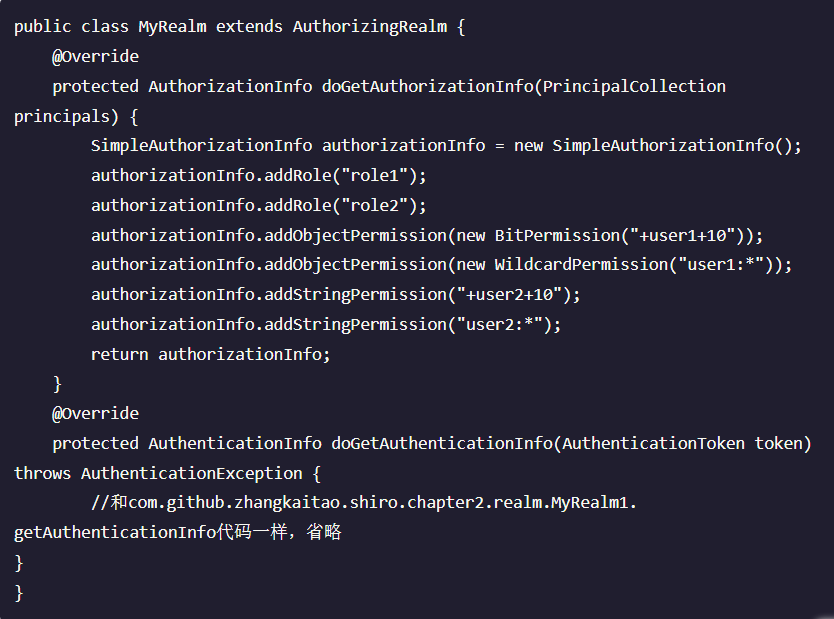 public class MyRealm extends AuthorizingRealm {
    @Override
    protected AuthorizationInfo doGetAuthorizationInfo(PrincipalCollection
principals) {
        SimpleAuthorizationInfo authorizationInfo = new SimpleAuthorizationInfo();
        authorizationInfo.addRole("role1");
        authorizationInfo.addRole("role2");
        authorizationInfo.addObjectPermission(new BitPermission("+user1+10"));
        authorizationInfo.addObjectPermission(new WildcardPermission("user1:*"));
        authorizationInfo.addStringPermission("+user2+10");
        authorizationInfo.addStringPermission("user2:*");
        return authorizationInfo;
    }
    @Override
    protected AuthenticationInfo doGetAuthenticationInfo(AuthenticationToken token)
throws AuthenticationException {
        //和com.github.zhangkaitao.shiro.chapter2.realm.MyRealm1.
getAuthenticationInfo代码一样，省略
}
}